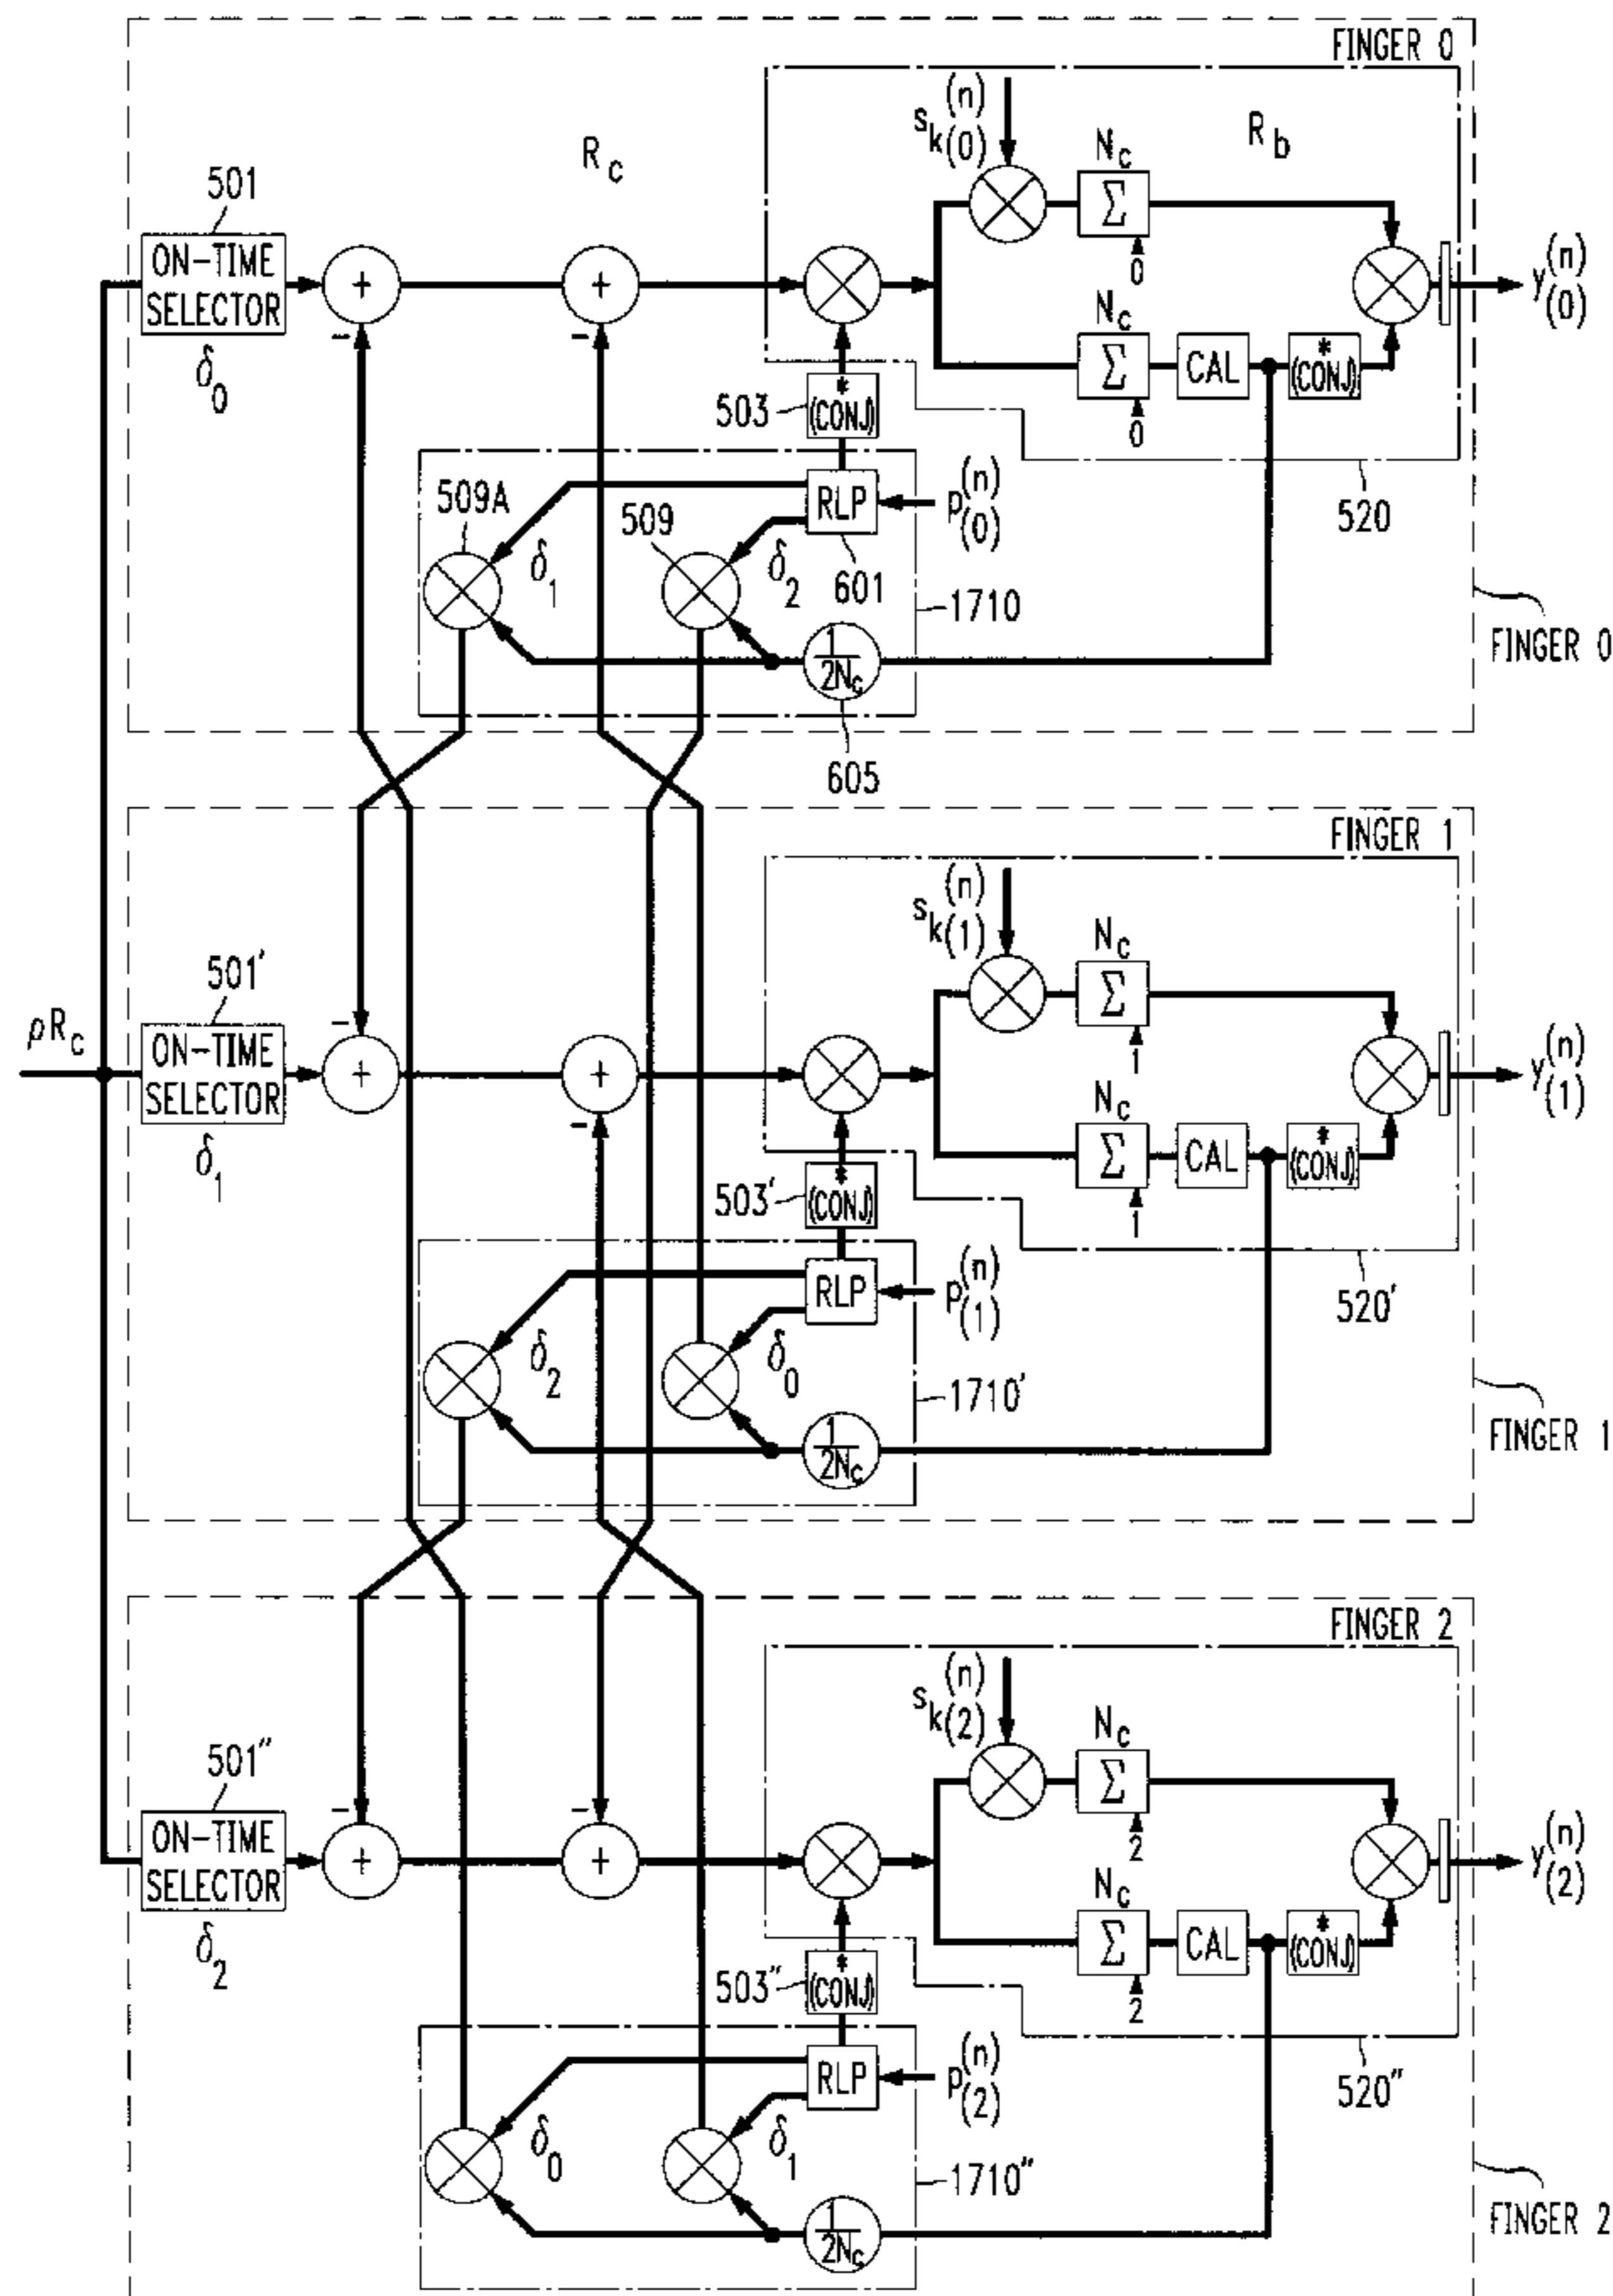 FINGER 0
s_{k(0)}^{(n)}
R_c
N_c
R_b
501
ON-TIME
SELECTOR
δ_0
+
+
-
-
Σ
0
y_{(0)}^{(n)}
N_c
Σ
0
CAL
*
(CONJ)
503
*
(CONJ)
509A
509
RLP
p_{(0)}^{(n)}
520
δ_1
δ_2
601
1710
1/2N_c
FINGER 0
605
FINGER 1
s_{k(1)}^{(n)}
N_c
501'
ρR_c
ON-TIME
SELECTOR
δ_1
-
+
+
-
Σ
1
y_{(1)}^{(n)}
N_c
Σ
1
CAL
*
(CONJ)
503'
*
(CONJ)
RLP
p_{(1)}^{(n)}
520'
δ_2
δ_0
1710'
1/2N_c
FINGER 1
FINGER 2
s_{k(2)}^{(n)}
N_c
501"
ON-TIME
SELECTOR
δ_2
-
-
+
+
Σ
2
y_{(2)}^{(n)}
N_c
Σ
2
CAL
*
(CONJ)
503"
*
(CONJ)
RLP
p_{(2)}^{(n)}
520"
δ_0
δ_1
1710"
1/2N_c
FINGER 2